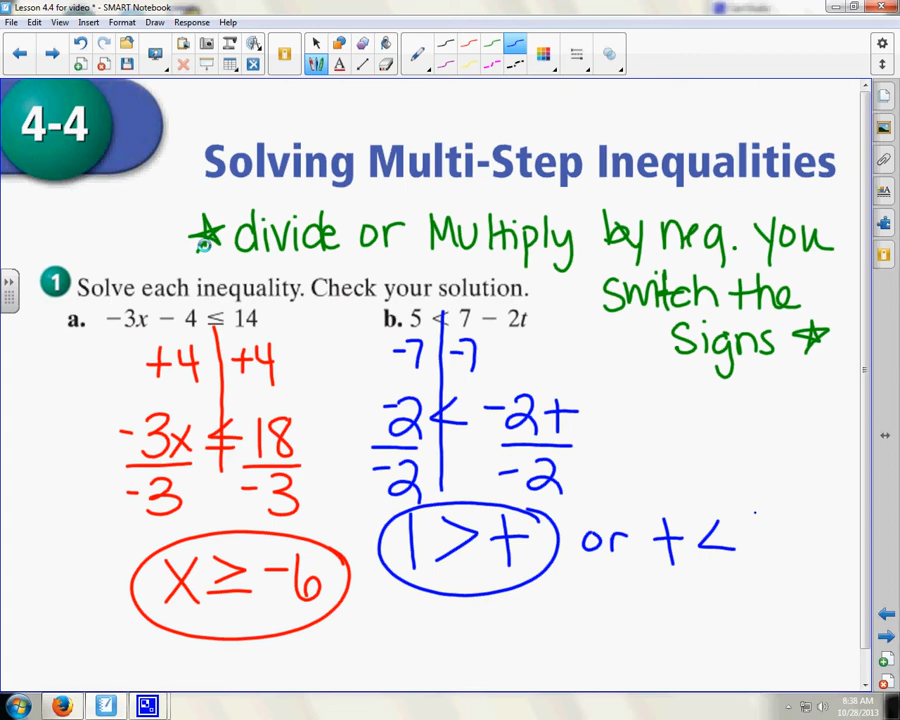 Lesson 4.4 for video * - SMART Notebook
File Edit View Insert Format Draw Response Help
4-4
Solving Multi-Step Inequalities
☆ divide or Multiply by neg. You
switch the
Signs ☆
1 Solve each inequality. Check your solution.
a. −3x − 4 ≤ 14
b. 5 < 7 − 2t
+4 | +4
-7 | -7
-3x ≤ 18
-2 < -2t
-3 -3
-2 -2
x ≥ -6
1 > t or t <
8:38 AM
10/28/2013